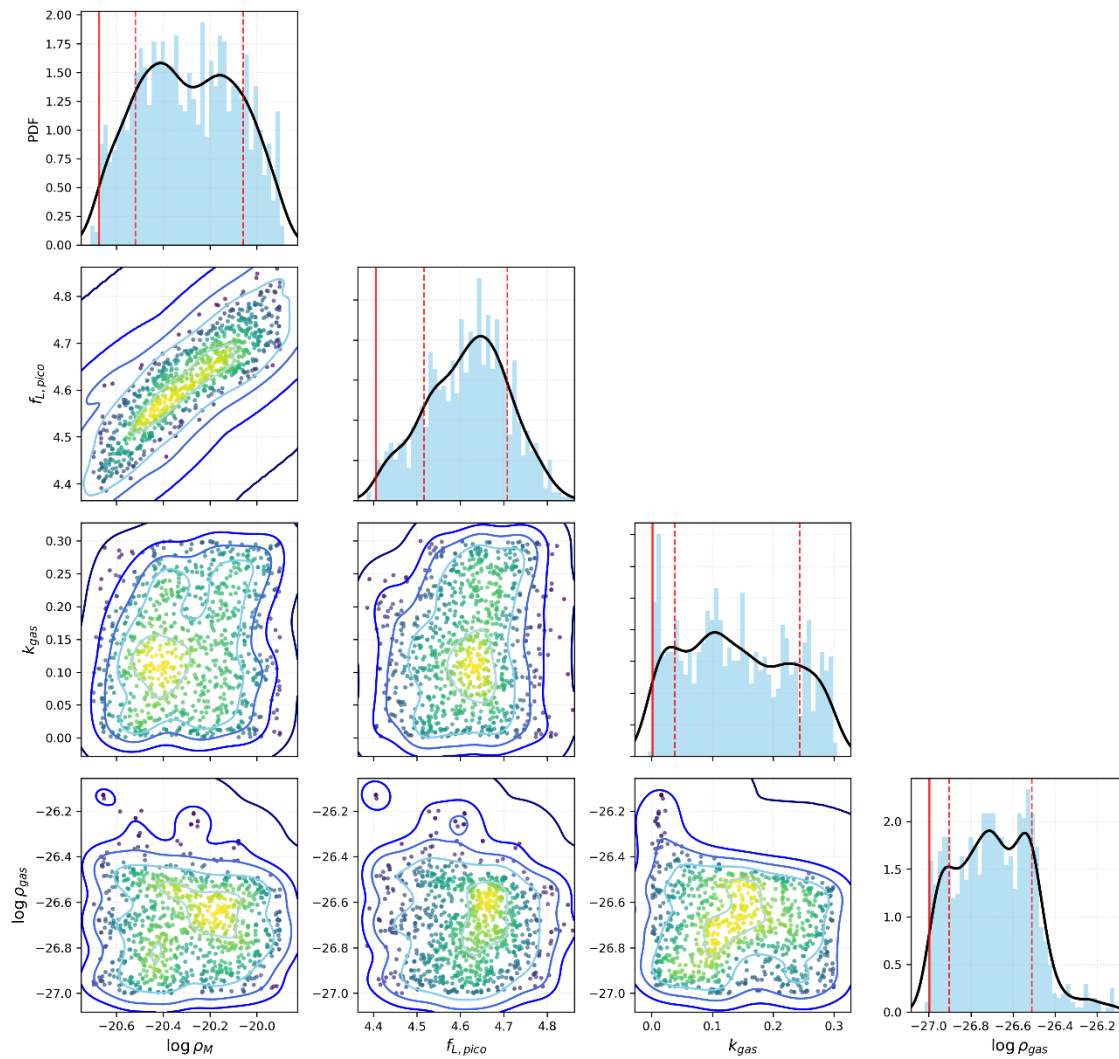 2.00
1.75
1.50
1.25
1.00
0.75
0.50
0.25
0.00
PDF
4.8
4.7
4.6
4.5
4.4
f_{L,pico}
0.30
0.25
0.20
0.15
0.10
0.05
0.00
k_{gas}
−26.2
−26.4
−26.6
−26.8
−27.0
log ρ_{gas}
2.0
1.5
1.0
0.5
0.0
−20.6 −20.4 −20.2 −20.0
4.4 4.5 4.6 4.7 4.8
0.0 0.1 0.2 0.3
−27.0 −26.8 −26.6 −26.4 −26.2
log ρ_M
f_{L,pico}
k_{gas}
log ρ_{gas}